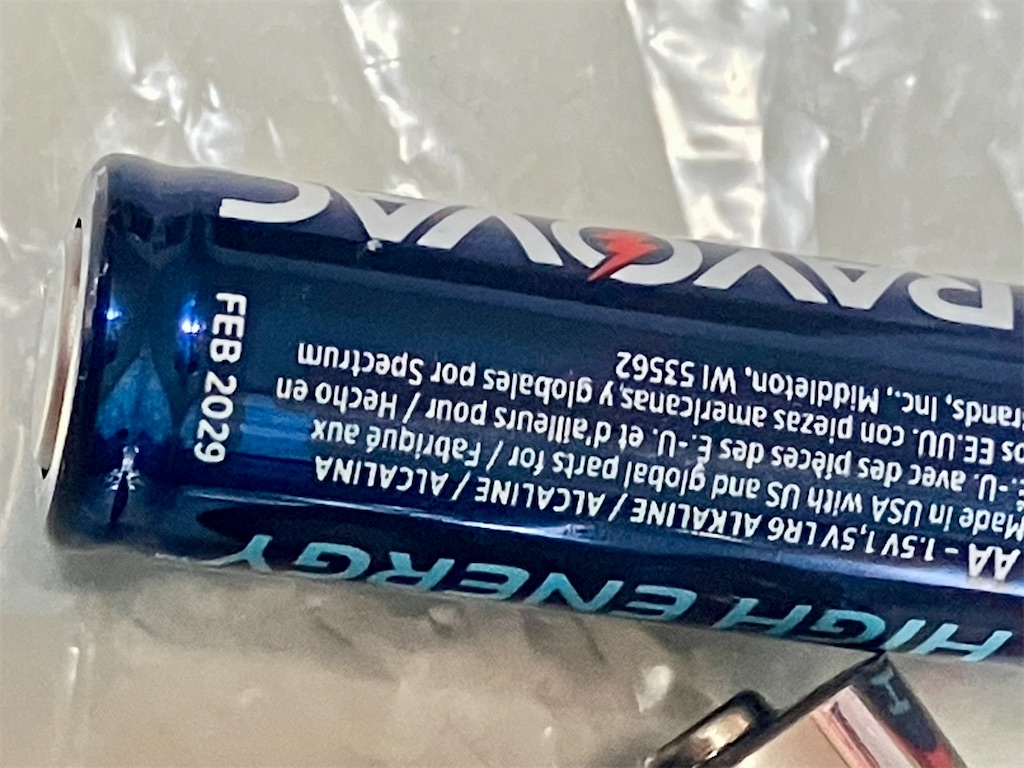 HIGH ENERGY
AA – 1.5V 1,5V LR6 ALKALINE / ALCALINE / ALCALINA
Made in USA with US and global parts for / Fabriqué aux
É.-U. avec des pièces des É.-U. et d'ailleurs pour / Hecho en
os EE.UU. con piezas americanas y globales por Spectrum
rands, Inc., Middleton, WI 53562
RAYOVAC
FEB 2029